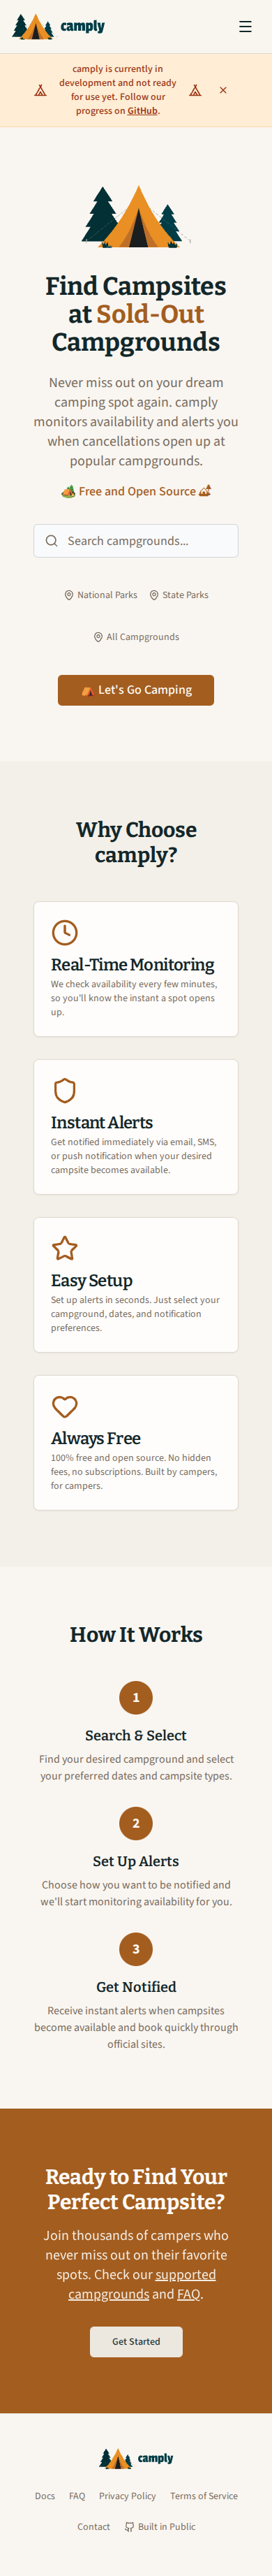 camply
camply is currently in
development and not ready
for use yet. Follow our
progress on GitHub.
Find Campsites
at Sold-Out
Campgrounds
Never miss out on your dream
camping spot again. camply
monitors availability and alerts you
when cancellations open up at
popular campgrounds.
🏕️ Free and Open Source 🏕
Search campgrounds...
National Parks
State Parks
All Campgrounds
⛺ Let's Go Camping
Why Choose
camply?
Real-Time Monitoring
We check availability every few minutes,
so you'll know the instant a spot opens
up.
Instant Alerts
Get notified immediately via email, SMS,
or push notification when your desired
campsite becomes available.
Easy Setup
Set up alerts in seconds. Just select your
campground, dates, and notification
preferences.
Always Free
100% free and open source. No hidden
fees, no subscriptions. Built by campers,
for campers.
How It Works
1
Search & Select
Find your desired campground and select
your preferred dates and campsite types.
2
Set Up Alerts
Choose how you want to be notified and
we'll start monitoring availability for you.
3
Get Notified
Receive instant alerts when campsites
become available and book quickly through
official sites.
Ready to Find Your
Perfect Campsite?
Join thousands of campers who
never miss out on their favorite
spots. Check our supported
campgrounds and FAQ.
Get Started
camply
Docs FAQ Privacy Policy Terms of Service
Contact Built in Public